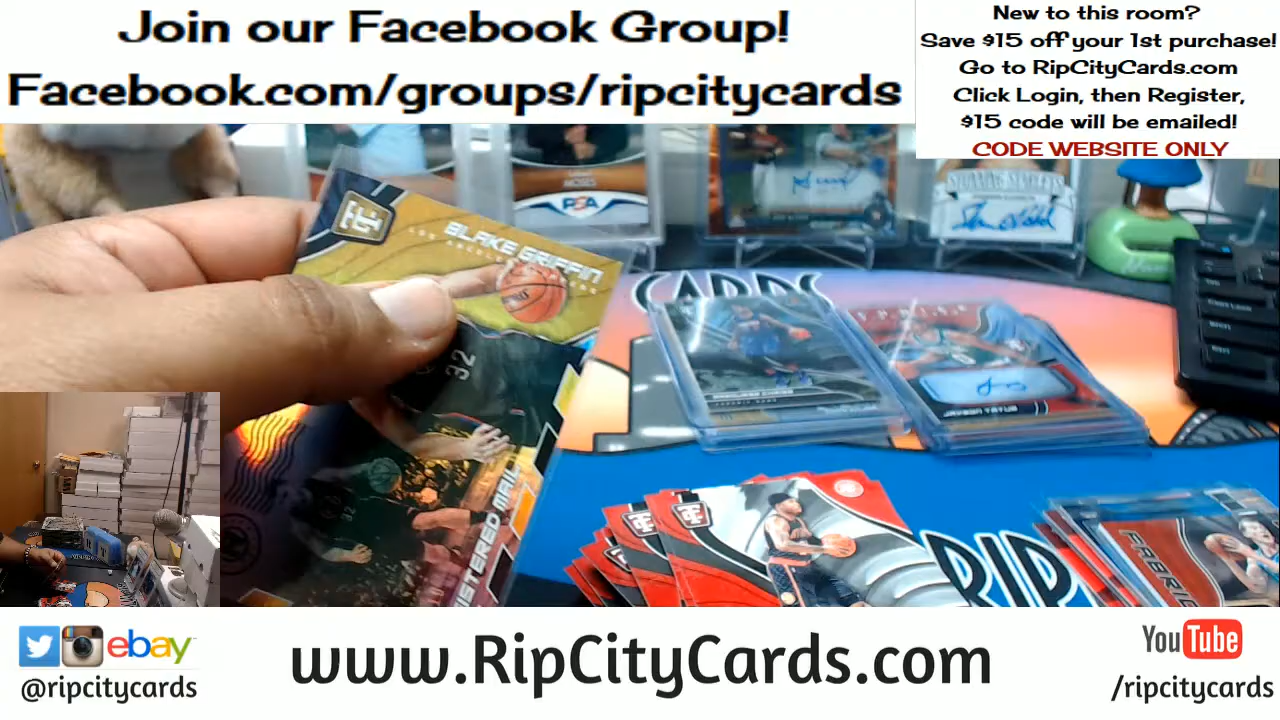 Join our Facebook Group!
Facebook.com/groups/ripcitycards
New to this room?
Save $15 off your 1st purchase!
Go to RipCityCards.com
Click Login, then Register,
$15 code will be emailed!
CODE WEBSITE ONLY
PSA
BLAKE GRIFFIN
LOS ANGELES
32
CARDS
RIP
FABRIC
ebay
@ripcitycards
www.RipCityCards.com
YouTube
/ripcitycards